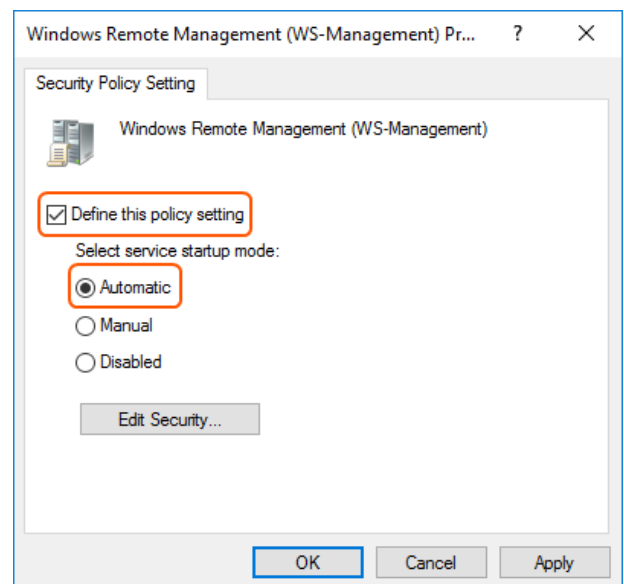 Windows Remote Management (WS-Management) Pr...
?
Security Policy Setting
Windows Remote Management (WS-Management)
Define this policy setting
Select service startup mode:
Automatic
Manual
Disabled
Edit Security...
OK Cancel Apply